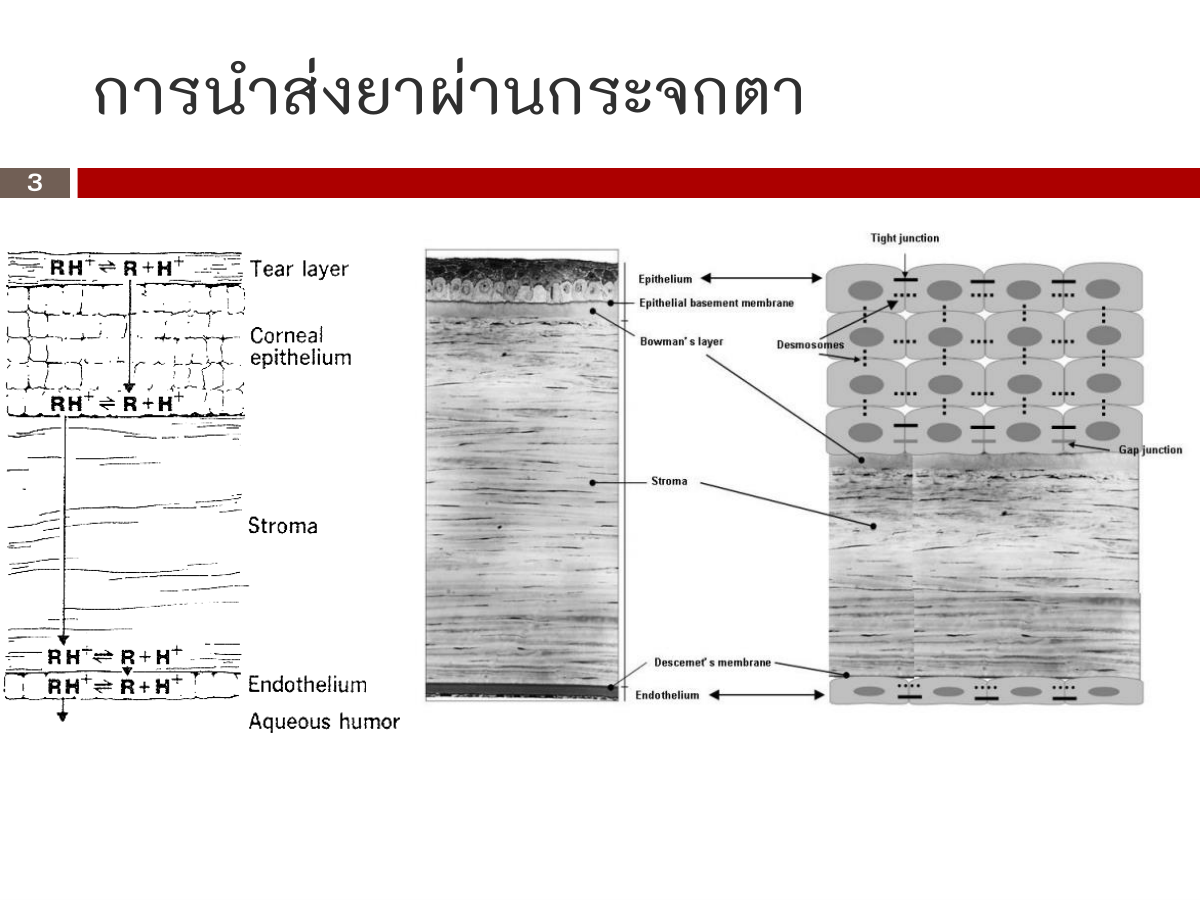 การนำส่งยาผ่านกระจกตา
3
RH⁺ ⇌ R + H⁺
Tear layer
Corneal
epithelium
RH⁺ ⇌ R + H⁺
Stroma
RH⁺ ⇌ R + H⁺
RH⁺ ⇌ R + H⁺
Endothelium
Aqueous humor
Epithelium
Epithelial basement membrane
Bowman's layer
Stroma
Descemet's membrane
Endothelium
Tight junction
Desmosomes
Gap junction